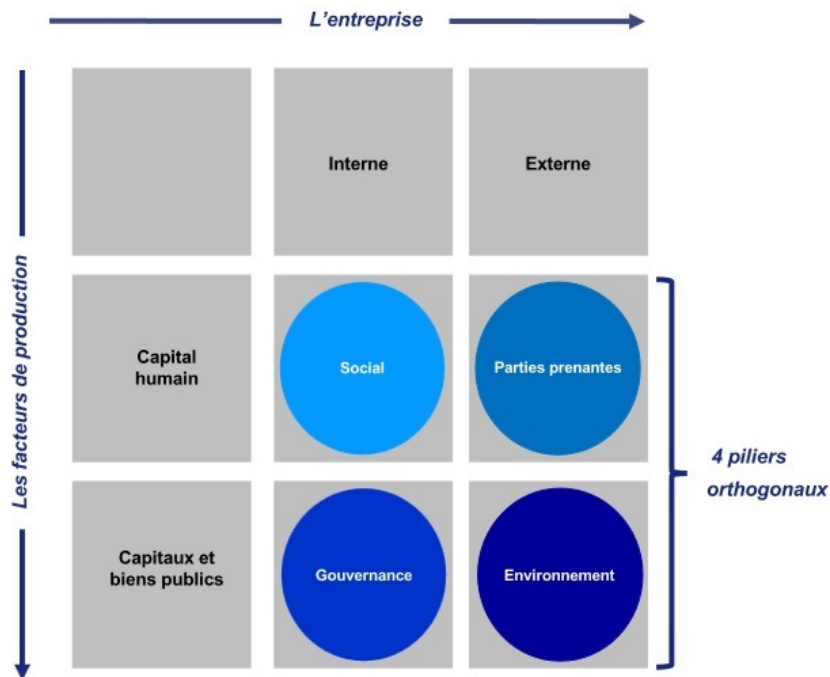 L'entreprise
Les facteurs de production
Interne
Externe
Capital
humain
Social
Parties prenantes
4 piliers
orthogonaux
Capitaux et
biens publics
Gouvernance
Environnement